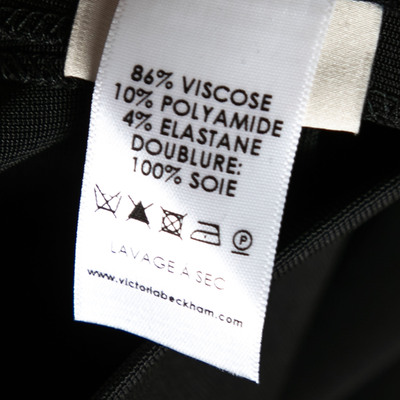 86% VISCOSE
10% POLYAMIDE
4% ELASTANE
DOUBLURE:
100% SOIE
P
LAVAGE A SEC
www.victoriabeckham.com